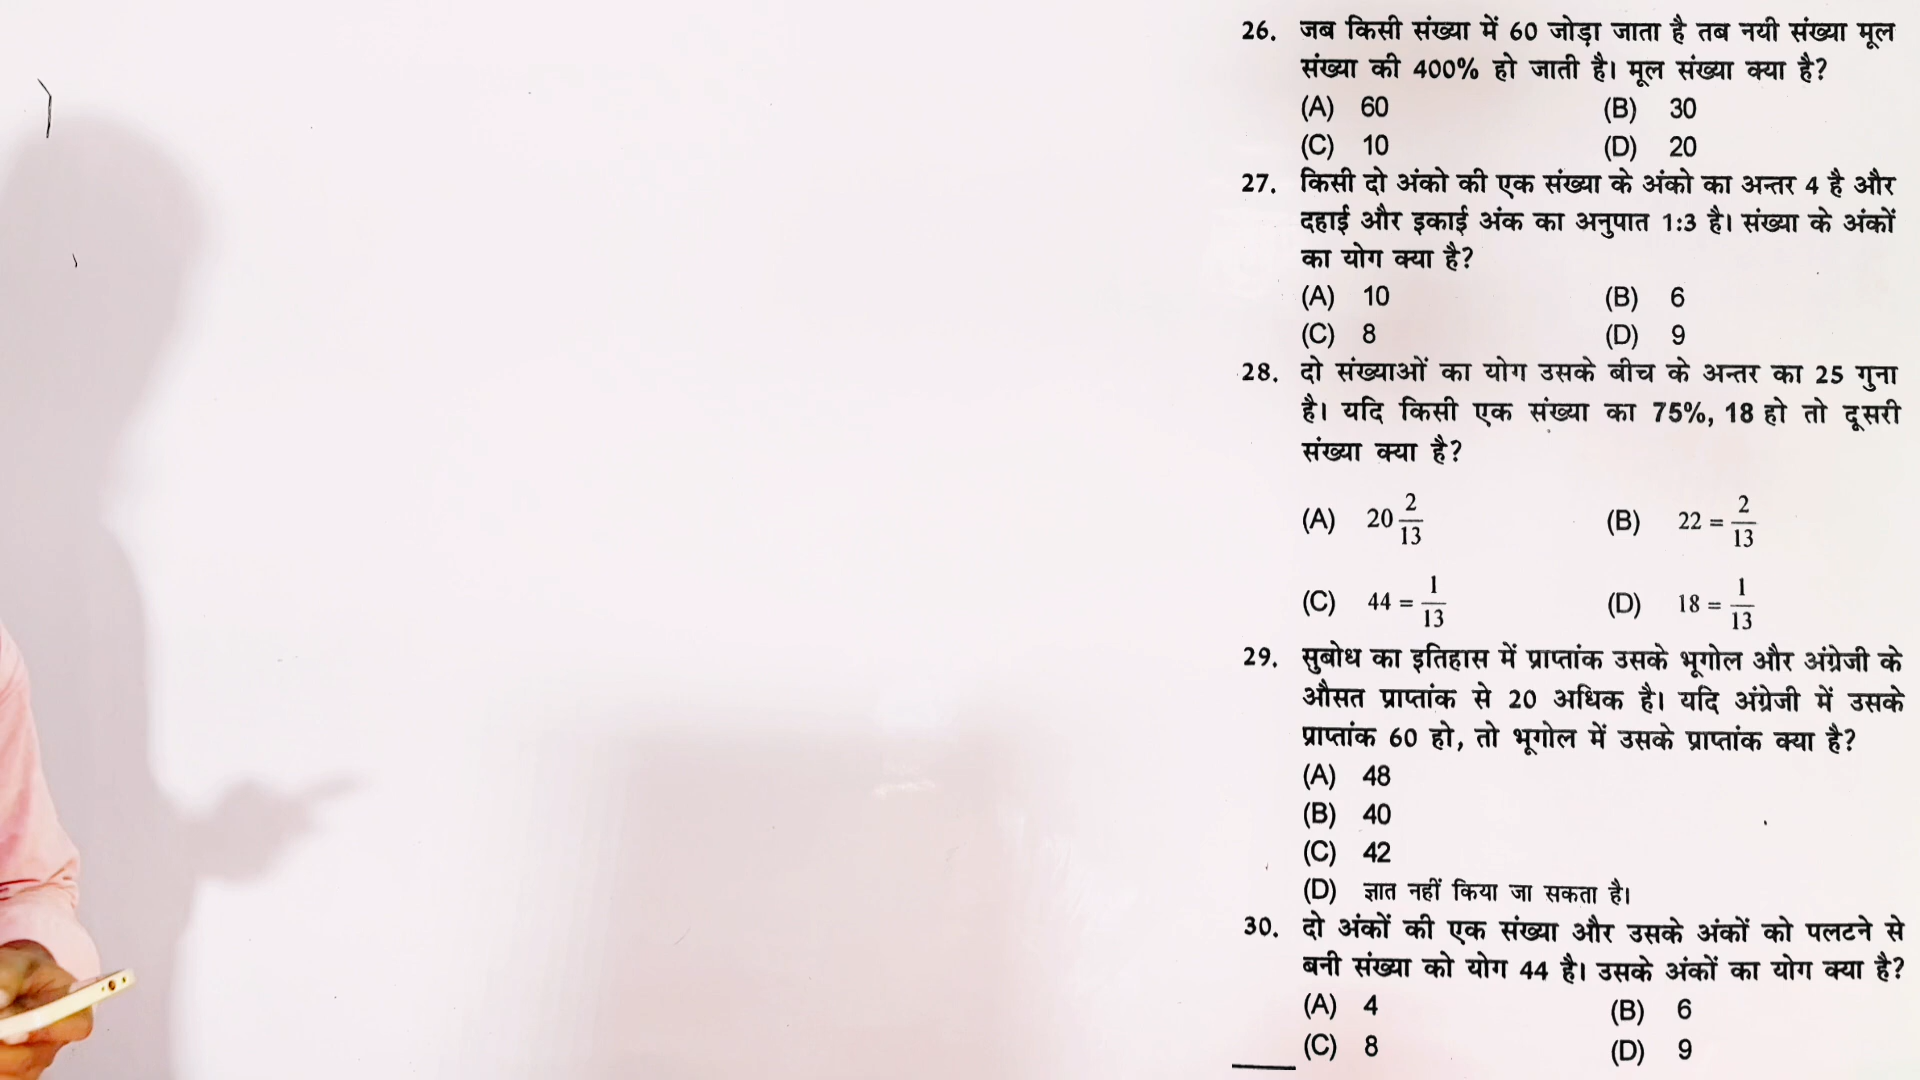 26. जब किसी संख्या में 60 जोड़ा जाता है तब नयी संख्या मूल
संख्या की 400% हो जाती है। मूल संख्या क्या है?
(A) 60 (B) 30
(C) 10 (D) 20
27. किसी दो अंको की एक संख्या के अंको का अन्तर 4 है और
दहाई और इकाई अंक का अनुपात 1:3 है। संख्या के अंकों
का योग क्या है?
(A) 10 (B) 6
(C) 8 (D) 9
28. दो संख्याओं का योग उसके बीच के अन्तर का 25 गुना
है। यदि किसी एक संख्या का 75%, 18 हो तो दूसरी
संख्या क्या है?
(A) 20 2/13 (B) 22 = 2/13
(C) 44 = 1/13 (D) 18 = 1/13
29. सुबोध का इतिहास में प्राप्तांक उसके भूगोल और अंग्रेजी के
औसत प्राप्तांक से 20 अधिक है। यदि अंग्रेजी में उसके
प्राप्तांक 60 हो, तो भूगोल में उसके प्राप्तांक क्या है?
(A) 48
(B) 40
(C) 42
(D) ज्ञात नहीं किया जा सकता है।
30. दो अंकों की एक संख्या और उसके अंकों को पलटने से
बनी संख्या को योग 44 है। उसके अंकों का योग क्या है?
(A) 4 (B) 6
(C) 8 (D) 9